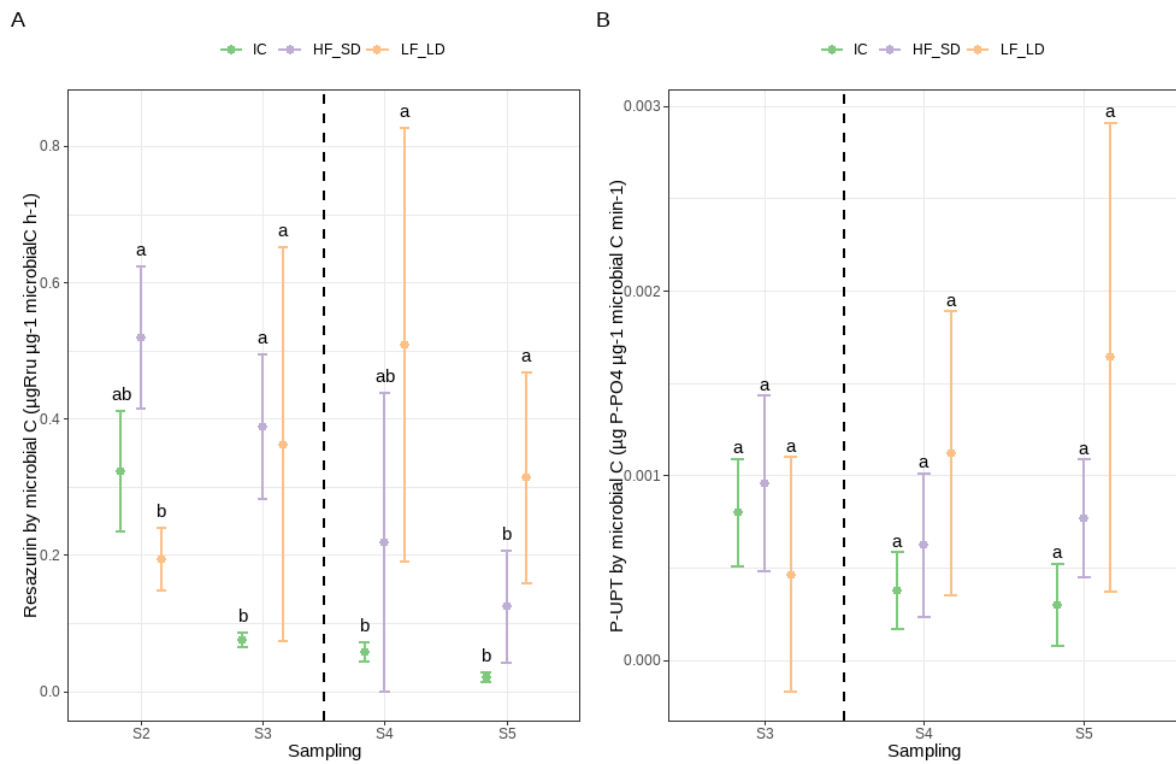 A
IC HF_SD LF_LD
Resazurin by microbial C (µgRru µg-1 microbialC h-1)
0.8
0.6
0.4
0.2
0.0
ab
a
b
b
a
a
b
ab
a
b
b
a
S2 S3 S4 S5
Sampling
B
IC HF_SD LF_LD
P-UPT by microbial C (µg P-PO4 µg-1 microbial C min-1)
0.003
0.002
0.001
0.000
a
a
a
a
a
a
a
a
a
S3 S4 S5
Sampling